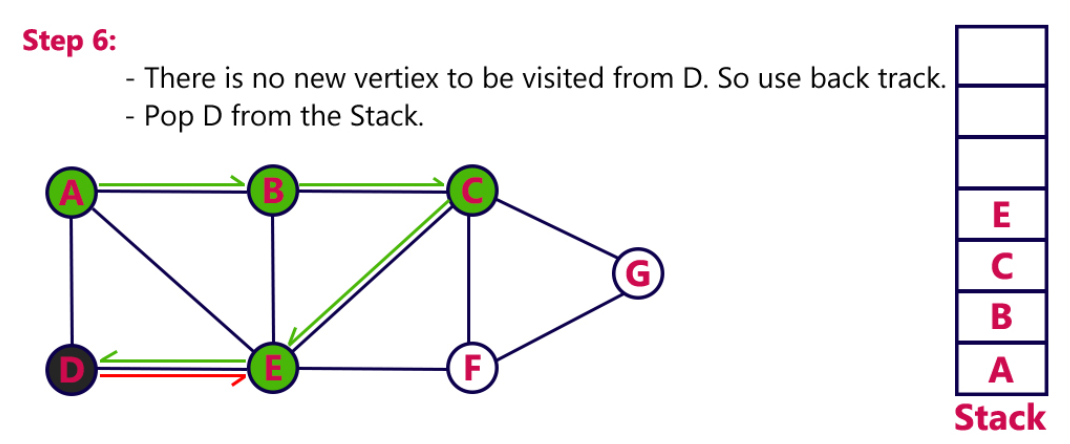 Step 6:
- There is no new vertiex to be visited from D. So use back track.
- Pop D from the Stack.
A
B
C
G
D
E
F
E
C
B
A
Stack